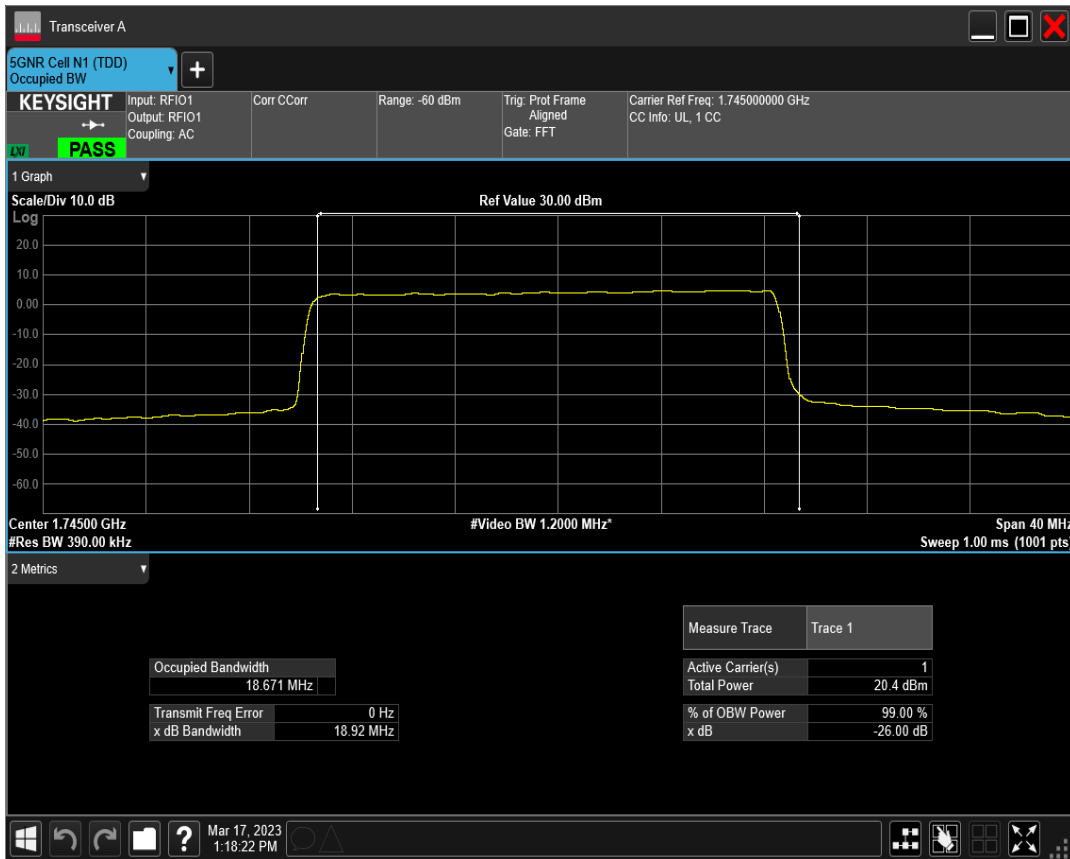 Transceiver A
5GNR Cell N1 (TDD)
Occupied BW
+
KEYSIGHT
LXI
PASS
Input: RFIO1
Output: RFIO1
Coupling: AC
Corr CCorr
Range: -60 dBm
Trig: Prot Frame
Aligned
Gate: FFT
Carrier Ref Freq: 1.745000000 GHz
CC Info: UL, 1 CC
1 Graph
Scale/Div 10.0 dB
Ref Value 30.00 dBm
Log
20.0
10.0
0.00
-10.0
-20.0
-30.0
-40.0
-50.0
-60.0
Center 1.74500 GHz
#Video BW 1.2000 MHz*
Span 40 MHz
#Res BW 390.00 kHz
Sweep 1.00 ms (1001 pts)
2 Metrics
Measure Trace Trace 1
Occupied Bandwidth
18.671 MHz
Active Carrier(s) 1
Total Power 20.4 dBm
Transmit Freq Error 0 Hz
x dB Bandwidth 18.92 MHz
% of OBW Power 99.00 %
x dB -26.00 dB
?
Mar 17, 2023
1:18:22 PM